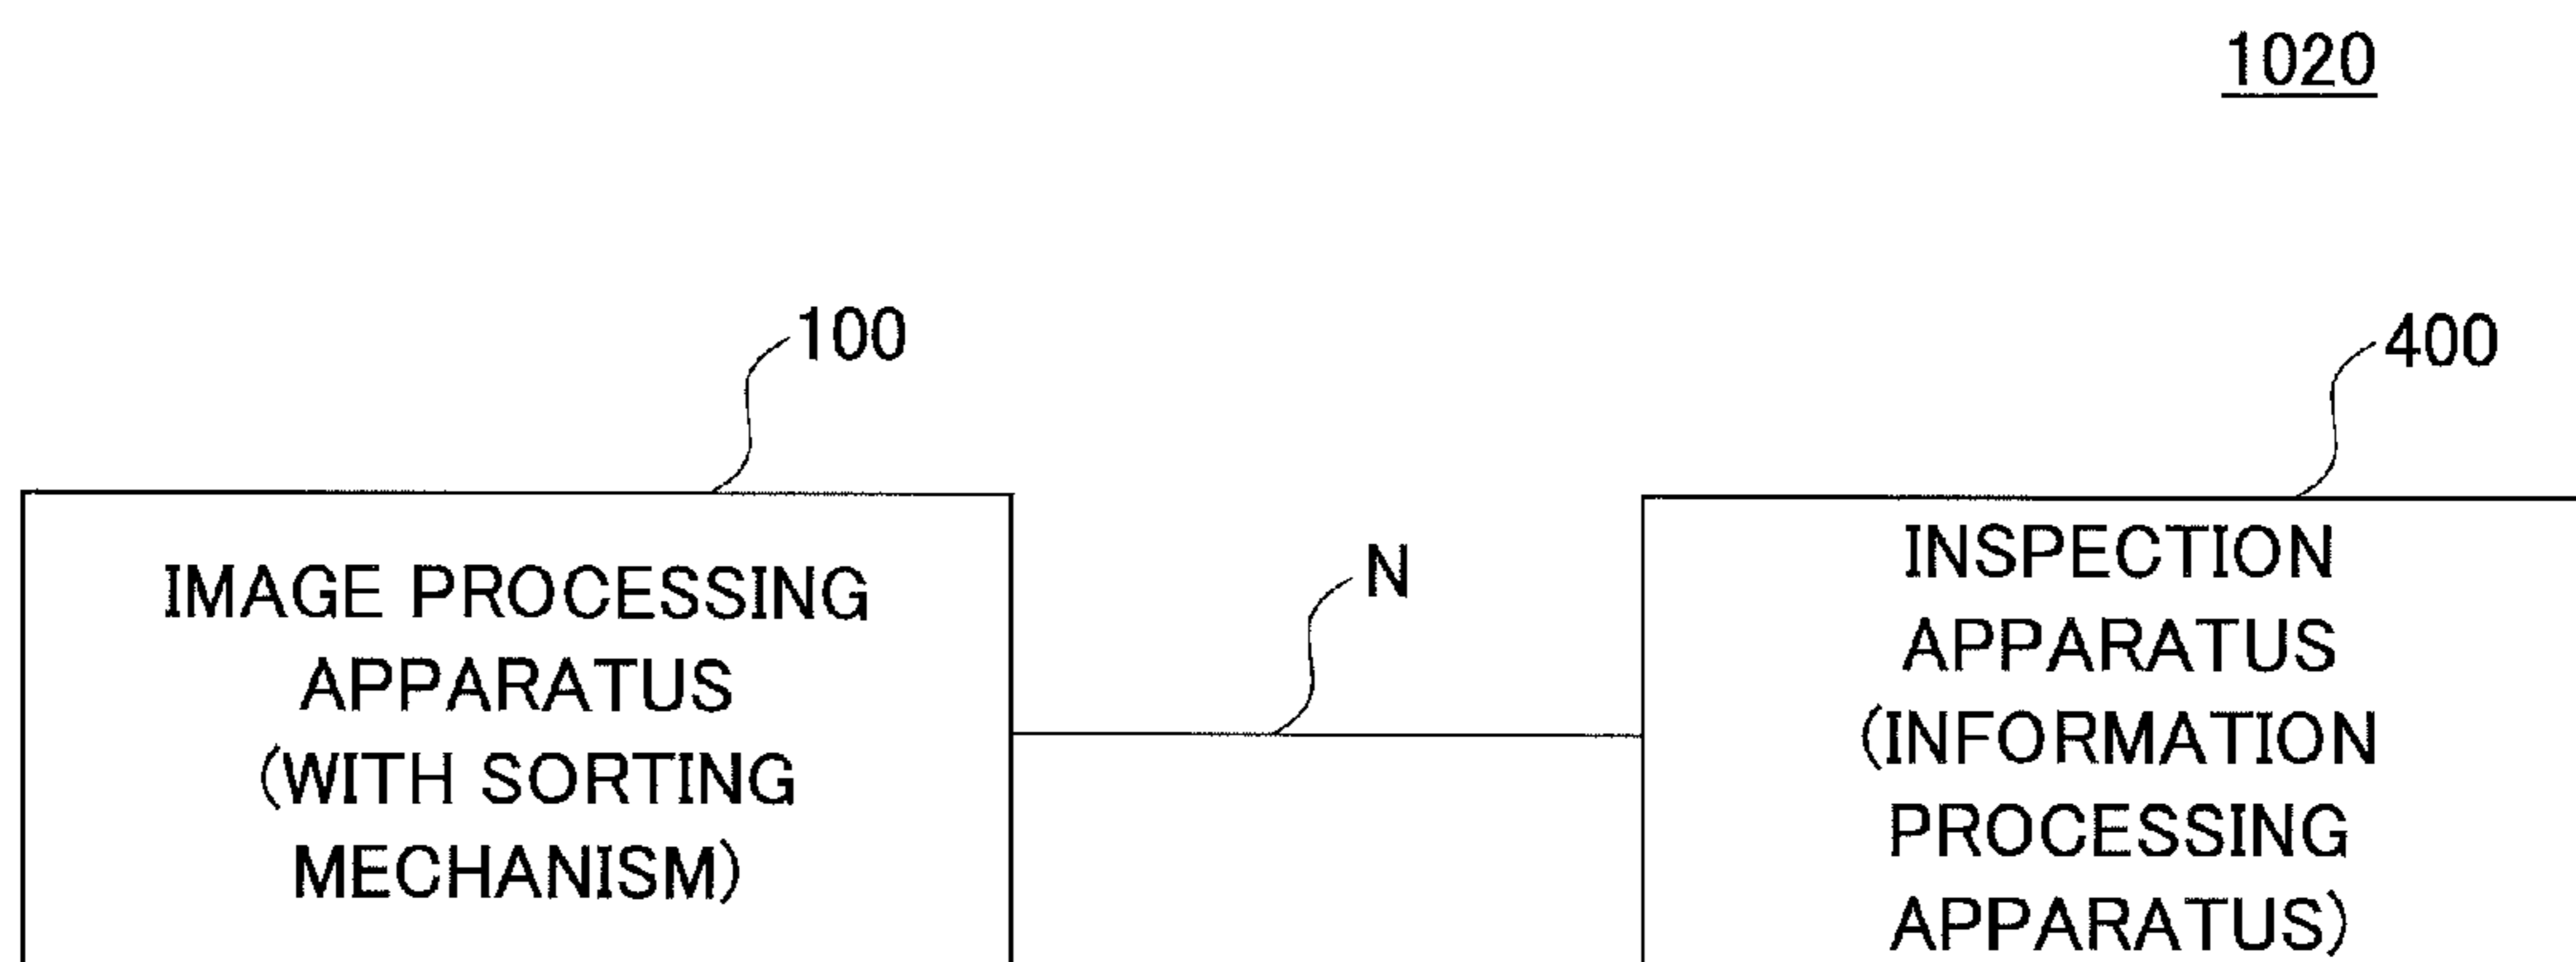 1020
100
400
IMAGE PROCESSING
APPARATUS
(WITH SORTING
MECHANISM)
N
INSPECTION
APPARATUS
(INFORMATION
PROCESSING
APPARATUS)